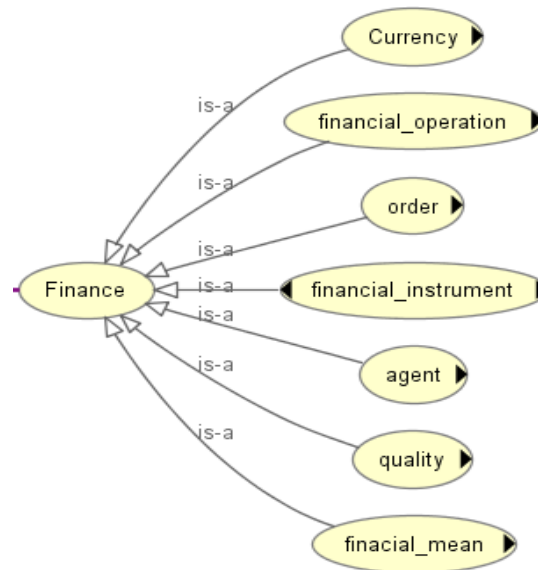 Currency
is-a
financial_operation
is-a
order
is-a
Finance
is-a
financial_instrument
is-a
agent
is-a
quality
is-a
finacial_mean